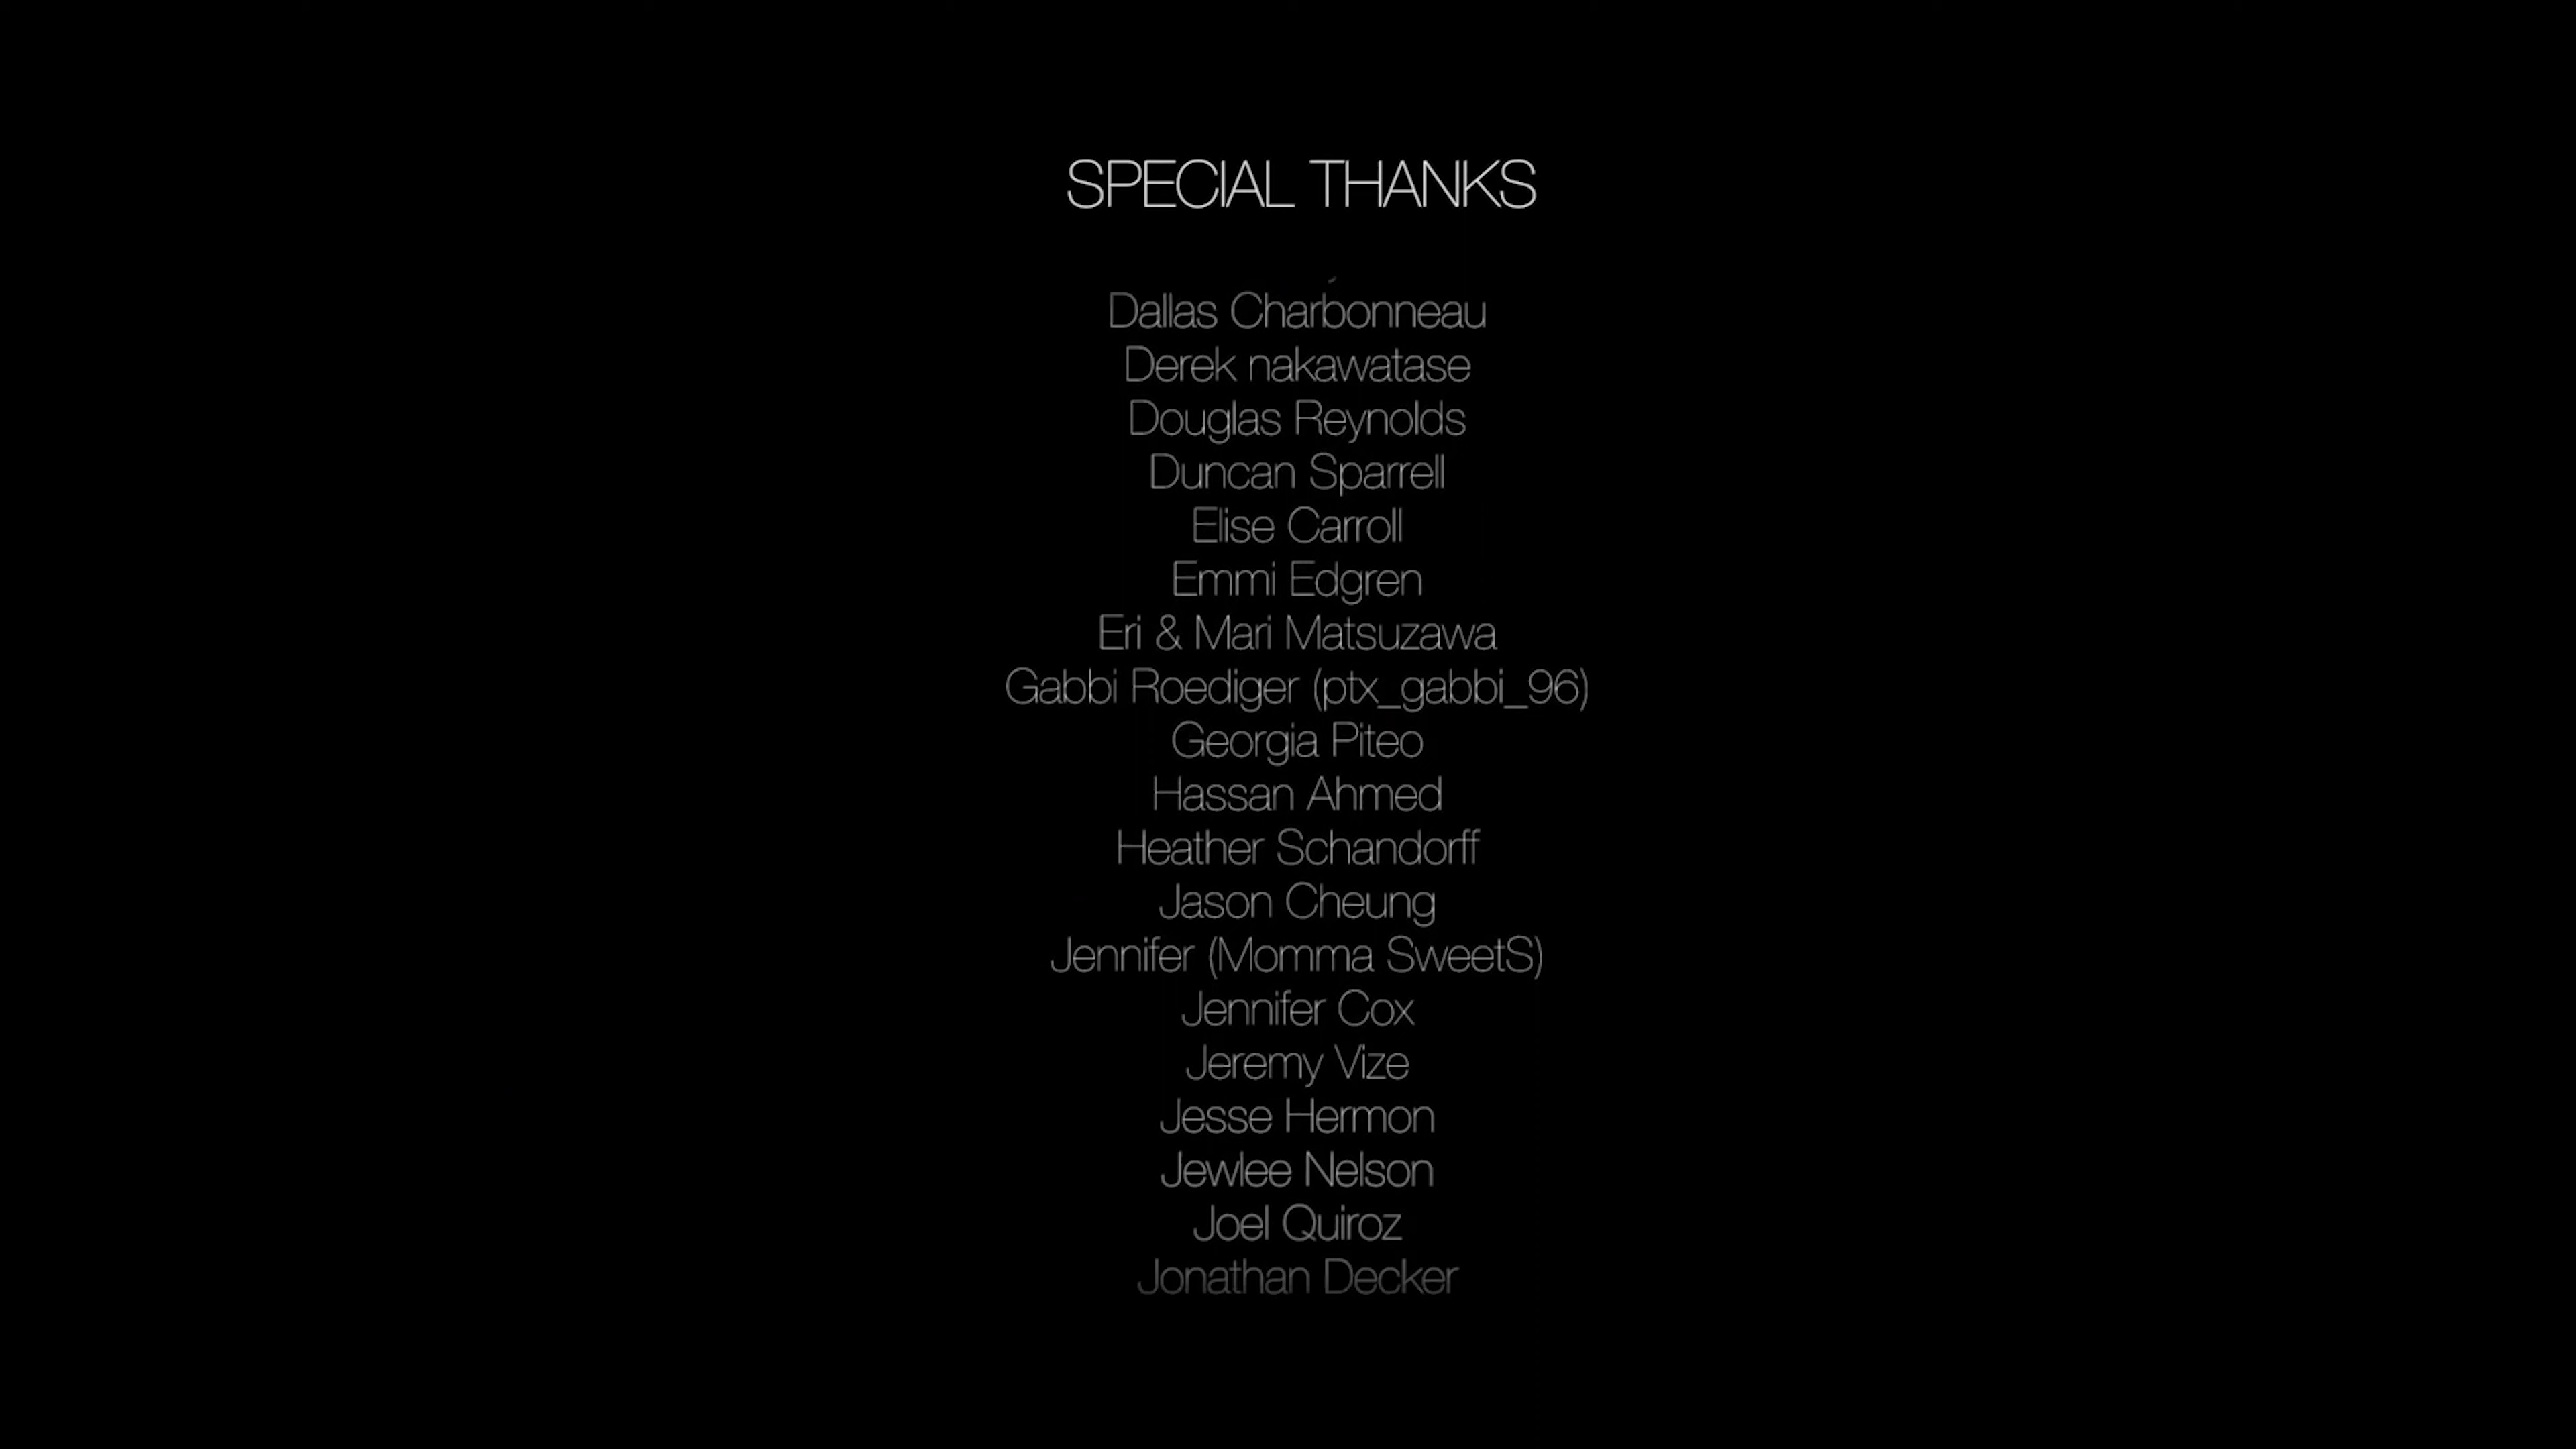 SPECIAL THANKS
Dallas Charbonneau
Derek nakawatase
Douglas Reynolds
Duncan Sparrell
Elise Carroll
Emmi Edgren
Eri & Mari Matsuzawa
Gabbi Roediger (ptx_gabbi_96)
Georgia Piteo
Hassan Ahmed
Heather Schandorff
Jason Cheung
Jennifer (Momma SweetS)
Jennifer Cox
Jeremy Vize
Jesse Hermon
Jewlee Nelson
Joel Quiroz
Jonathan Decker